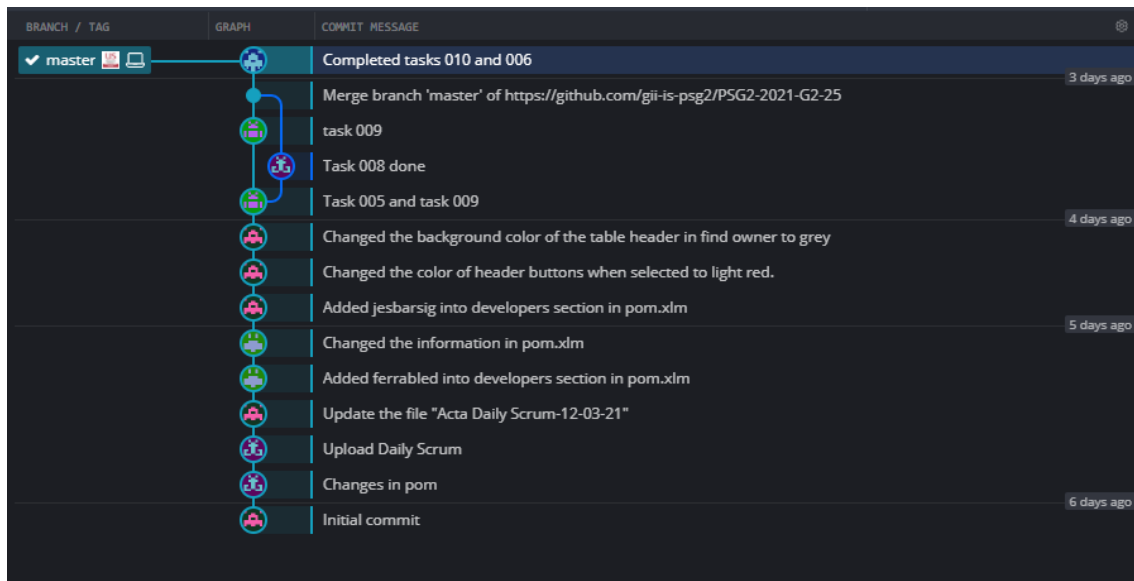 BRANCH / TAG GRAPH COMMIT MESSAGE
master Completed tasks 010 and 006
3 days ago
Merge branch 'master' of https://github.com/gii-is-psg2/PSG2-2021-G2-25
task 009
Task 008 done
Task 005 and task 009
4 days ago
Changed the background color of the table header in find owner to grey
Changed the color of header buttons when selected to light red.
Added jesbarsig into developers section in pom.xlm
5 days ago
Changed the information in pom.xlm
Added ferrabled into developers section in pom.xlm
Update the file "Acta Daily Scrum-12-03-21"
Upload Daily Scrum
Changes in pom
6 days ago
Initial commit